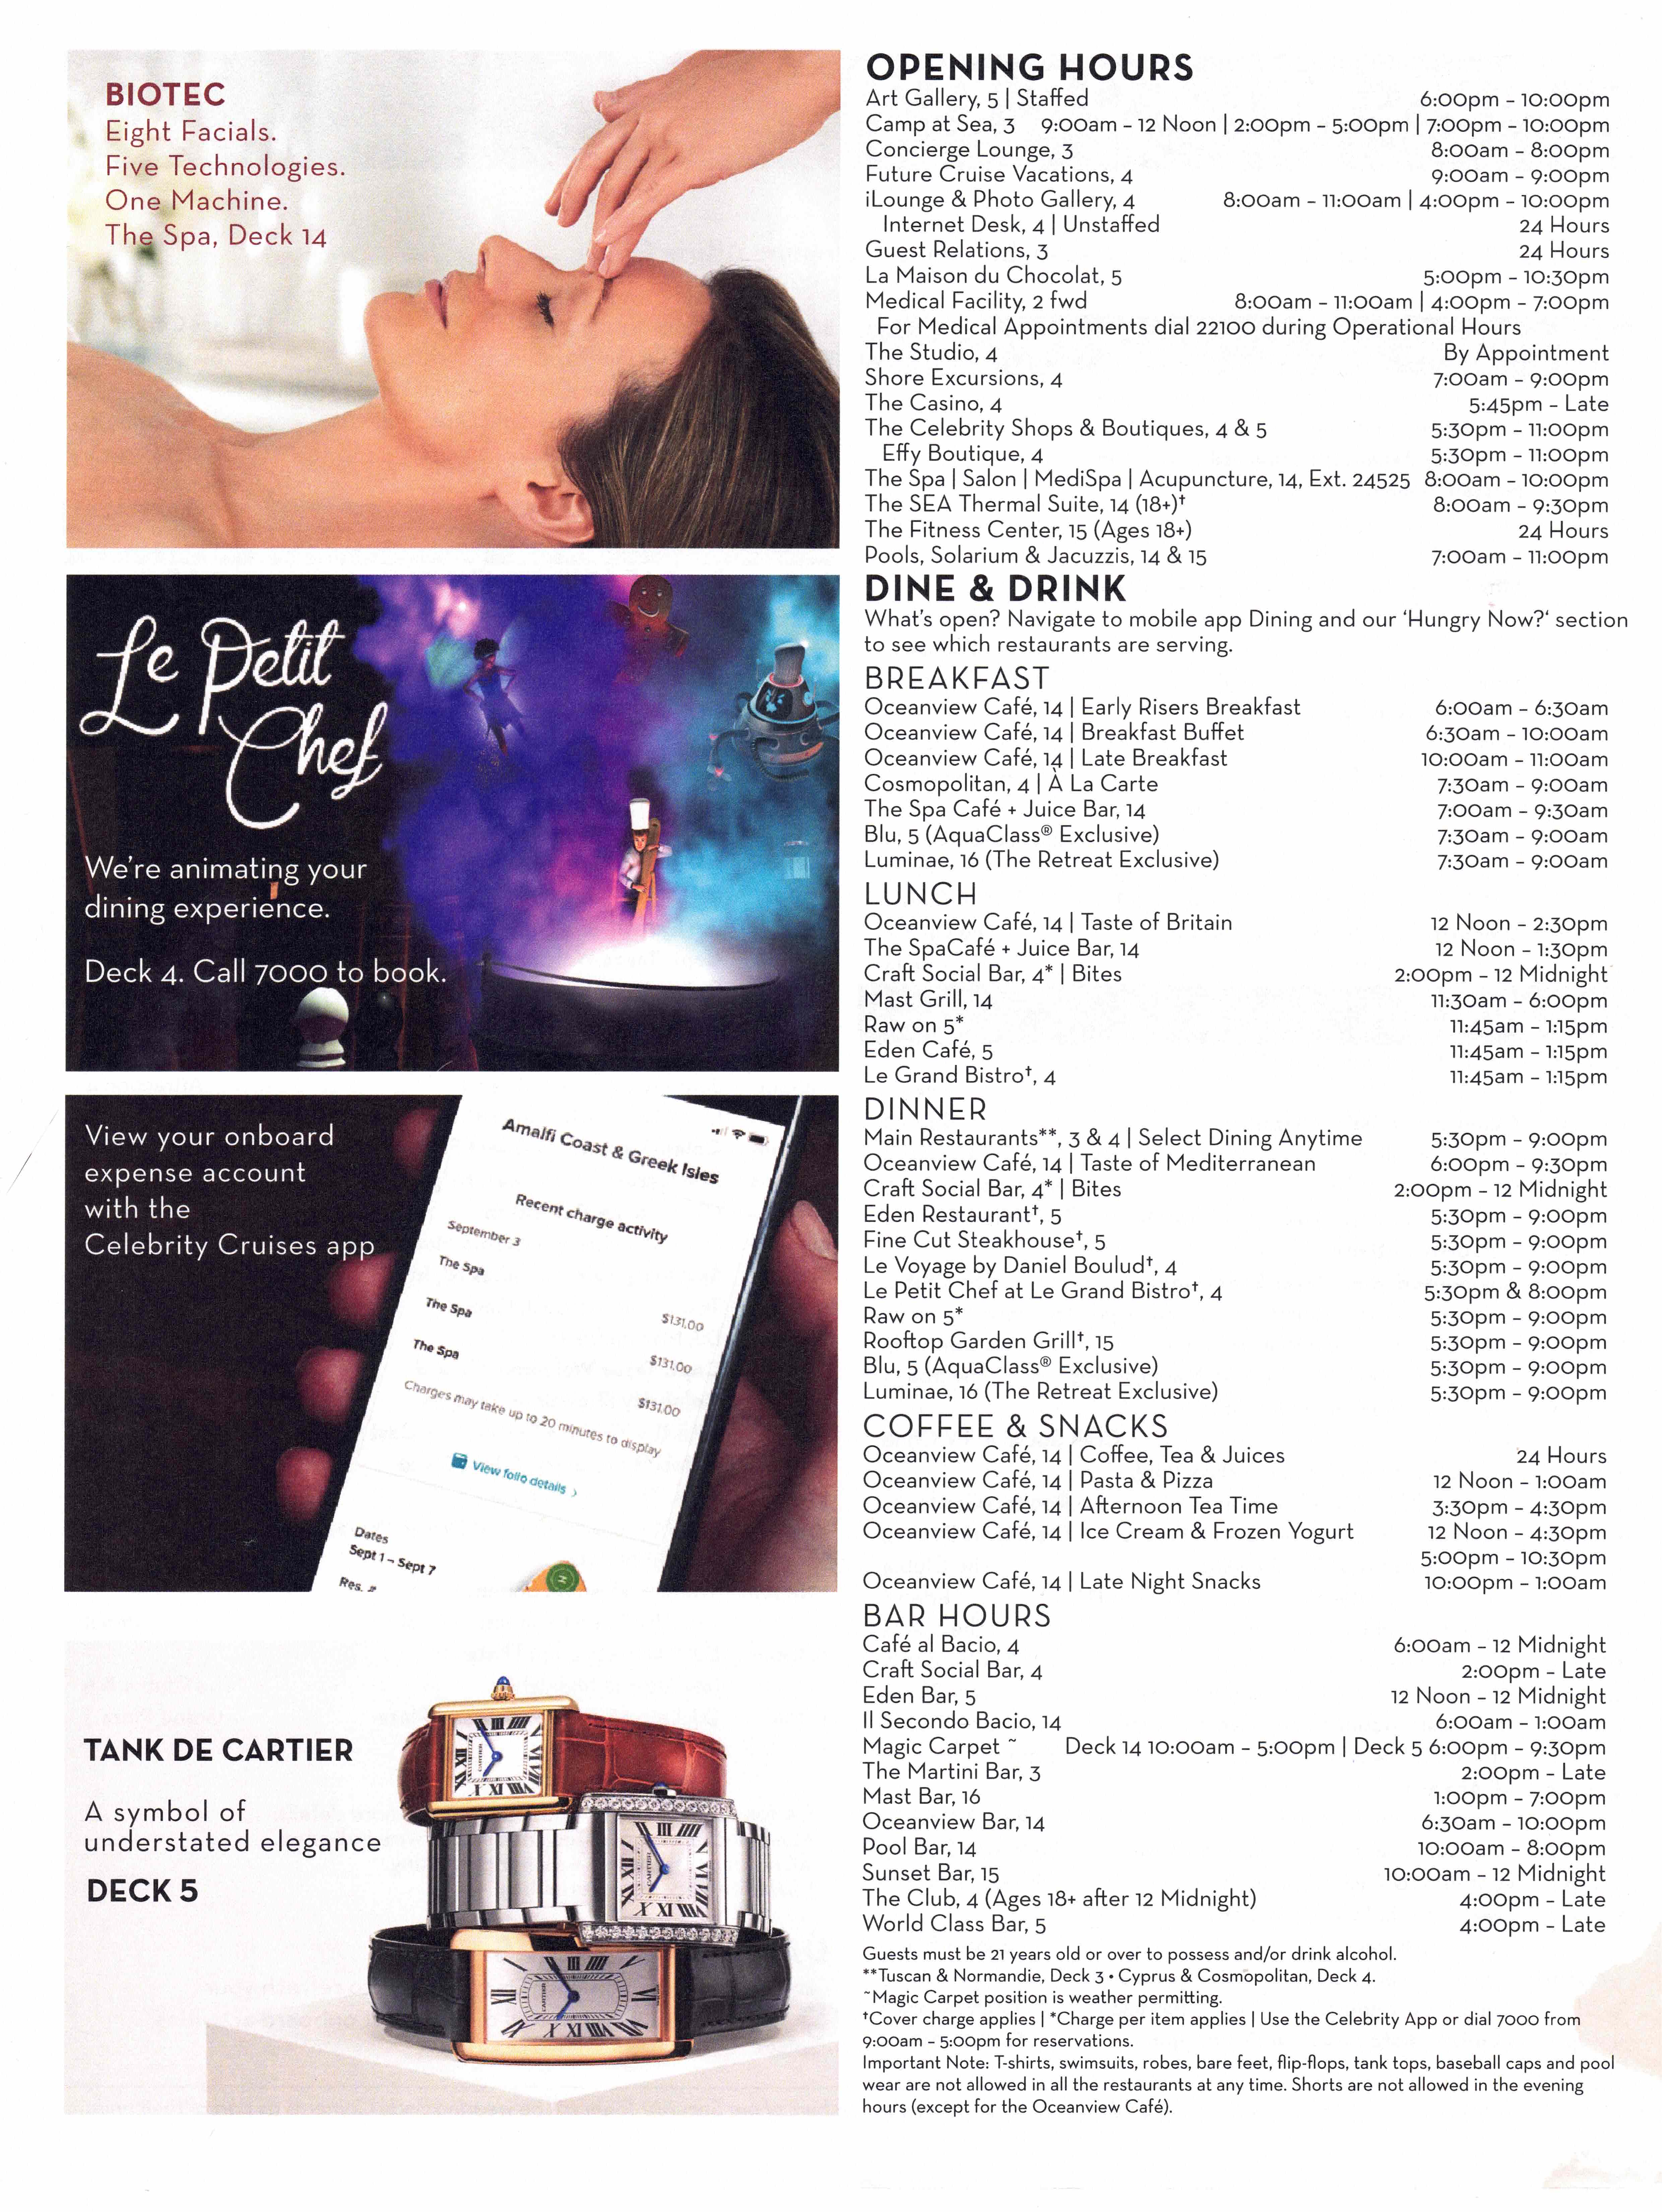 BIOTEC
Eight Facials.
Five Technologies.
One Machine.
The Spa, Deck 14
Le Petit
Chef
We're animating your
dining experience.
Deck 4. Call 7000 to book.
View your onboard
expense account
with the
Celebrity Cruises app
Amalfi Coast & Greek Isles
Recent charge activity
September 3
The Spa
$131.00
The Spa
$131.00
The Spa
$131.00
Charges may take up to 20 minutes to display
View folio details >
Dates
Sept 1 – Sept 7
Res. #
TANK DE CARTIER
A symbol of
understated elegance
DECK 5
OPENING HOURS
Art Gallery, 5 | Staffed 6:00pm – 10:00pm
Camp at Sea, 3 9:00am – 12 Noon | 2:00pm – 5:00pm | 7:00pm – 10:00pm
Concierge Lounge, 3 8:00am – 8:00pm
Future Cruise Vacations, 4 9:00am – 9:00pm
iLounge & Photo Gallery, 4 8:00am – 11:00am | 4:00pm – 10:00pm
Internet Desk, 4 | Unstaffed 24 Hours
Guest Relations, 3 24 Hours
La Maison du Chocolat, 5 5:00pm – 10:30pm
Medical Facility, 2 fwd 8:00am – 11:00am | 4:00pm – 7:00pm
For Medical Appointments dial 22100 during Operational Hours
The Studio, 4 By Appointment
Shore Excursions, 4 7:00am – 9:00pm
The Casino, 4 5:45pm – Late
The Celebrity Shops & Boutiques, 4 & 5 5:30pm – 11:00pm
Effy Boutique, 4 5:30pm – 11:00pm
The Spa | Salon | MediSpa | Acupuncture, 14, Ext. 24525 8:00am – 10:00pm
The SEA Thermal Suite, 14 (18+)† 8:00am – 9:30pm
The Fitness Center, 15 (Ages 18+) 24 Hours
Pools, Solarium & Jacuzzis, 14 & 15 7:00am – 11:00pm
DINE & DRINK
What's open? Navigate to mobile app Dining and our 'Hungry Now?' section
to see which restaurants are serving.
BREAKFAST
Oceanview Café, 14 | Early Risers Breakfast 6:00am – 6:30am
Oceanview Café, 14 | Breakfast Buffet 6:30am – 10:00am
Oceanview Café, 14 | Late Breakfast 10:00am – 11:00am
Cosmopolitan, 4 | À La Carte 7:30am – 9:00am
The Spa Café + Juice Bar, 14 7:00am – 9:30am
Blu, 5 (AquaClass® Exclusive) 7:30am – 9:00am
Luminae, 16 (The Retreat Exclusive) 7:30am – 9:00am
LUNCH
Oceanview Café, 14 | Taste of Britain 12 Noon – 2:30pm
The SpaCafé + Juice Bar, 14 12 Noon – 1:30pm
Craft Social Bar, 4* | Bites 2:00pm – 12 Midnight
Mast Grill, 14 11:30am – 6:00pm
Raw on 5* 11:45am – 1:15pm
Eden Café, 5 11:45am – 1:15pm
Le Grand Bistro†, 4 11:45am – 1:15pm
DINNER
Main Restaurants**, 3 & 4 | Select Dining Anytime 5:30pm – 9:00pm
Oceanview Café, 14 | Taste of Mediterranean 6:00pm – 9:30pm
Craft Social Bar, 4* | Bites 2:00pm – 12 Midnight
Eden Restaurant†, 5 5:30pm – 9:00pm
Fine Cut Steakhouse†, 5 5:30pm – 9:00pm
Le Voyage by Daniel Boulud†, 4 5:30pm – 9:00pm
Le Petit Chef at Le Grand Bistro†, 4 5:30pm & 8:00pm
Raw on 5* 5:30pm – 9:00pm
Rooftop Garden Grill†, 15 5:30pm – 9:00pm
Blu, 5 (AquaClass® Exclusive) 5:30pm – 9:00pm
Luminae, 16 (The Retreat Exclusive) 5:30pm – 9:00pm
COFFEE & SNACKS
Oceanview Café, 14 | Coffee, Tea & Juices 24 Hours
Oceanview Café, 14 | Pasta & Pizza 12 Noon – 1:00am
Oceanview Café, 14 | Afternoon Tea Time 3:30pm – 4:30pm
Oceanview Café, 14 | Ice Cream & Frozen Yogurt 12 Noon – 4:30pm
5:00pm – 10:30pm
Oceanview Café, 14 | Late Night Snacks 10:00pm – 1:00am
BAR HOURS
Café al Bacio, 4 6:00am – 12 Midnight
Craft Social Bar, 4 2:00pm – Late
Eden Bar, 5 12 Noon – 12 Midnight
Il Secondo Bacio, 14 6:00am – 1:00am
Magic Carpet ~ Deck 14 10:00am – 5:00pm | Deck 5 6:00pm – 9:30pm
The Martini Bar, 3 2:00pm – Late
Mast Bar, 16 1:00pm – 7:00pm
Oceanview Bar, 14 6:30am – 10:00pm
Pool Bar, 14 10:00am – 8:00pm
Sunset Bar, 15 10:00am – 12 Midnight
The Club, 4 (Ages 18+ after 12 Midnight) 4:00pm – Late
World Class Bar, 5 4:00pm – Late
Guests must be 21 years old or over to possess and/or drink alcohol.
**Tuscan & Normandie, Deck 3 • Cyprus & Cosmopolitan, Deck 4.
~Magic Carpet position is weather permitting.
†Cover charge applies | *Charge per item applies | Use the Celebrity App or dial 7000 from
9:00am – 5:00pm for reservations.
Important Note: T-shirts, swimsuits, robes, bare feet, flip-flops, tank tops, baseball caps and pool
wear are not allowed in all the restaurants at any time. Shorts are not allowed in the evening
hours (except for the Oceanview Café).